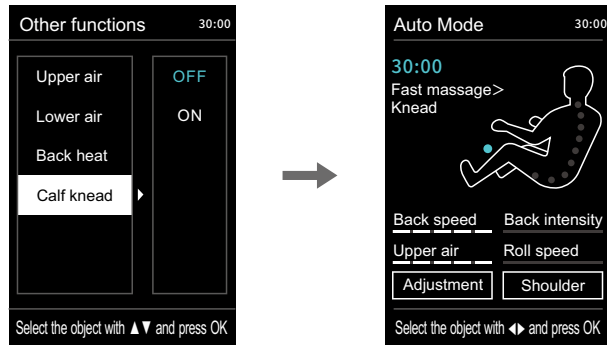 Other functions 30:00
Upper air OFF
Lower air ON
Back heat
Calf knead
Select the object with ▲▼ and press OK
Auto Mode 30:00
30:00
Fast massage>
Knead
Back speed Back intensity
Upper air Roll speed
Adjustment Shoulder
Select the object with ◀▶ and press OK